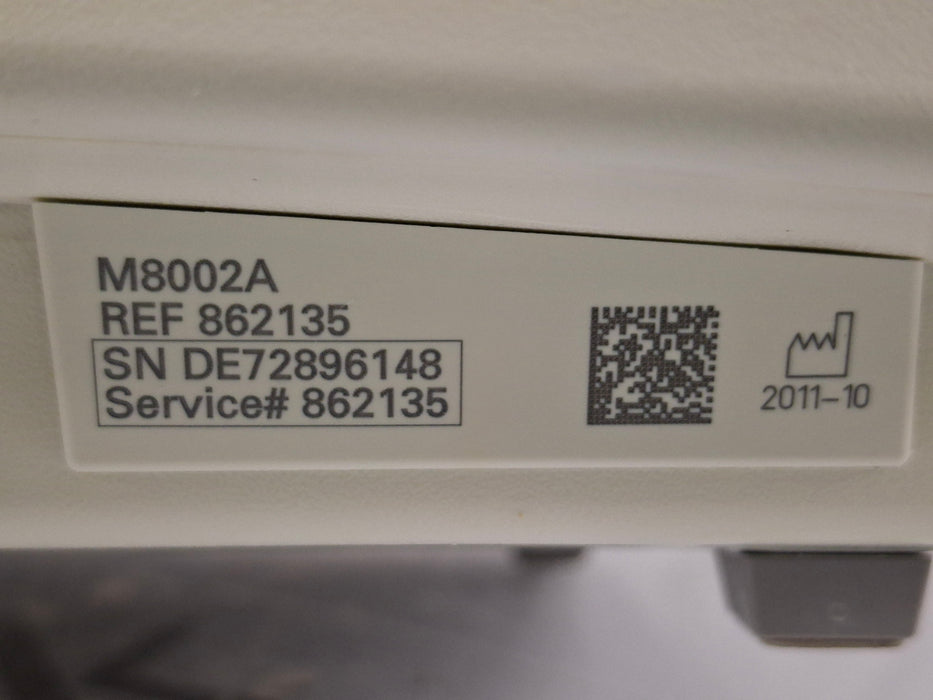 M8002A
REF 862135
SN DE72896148
Service# 862135
2011-10